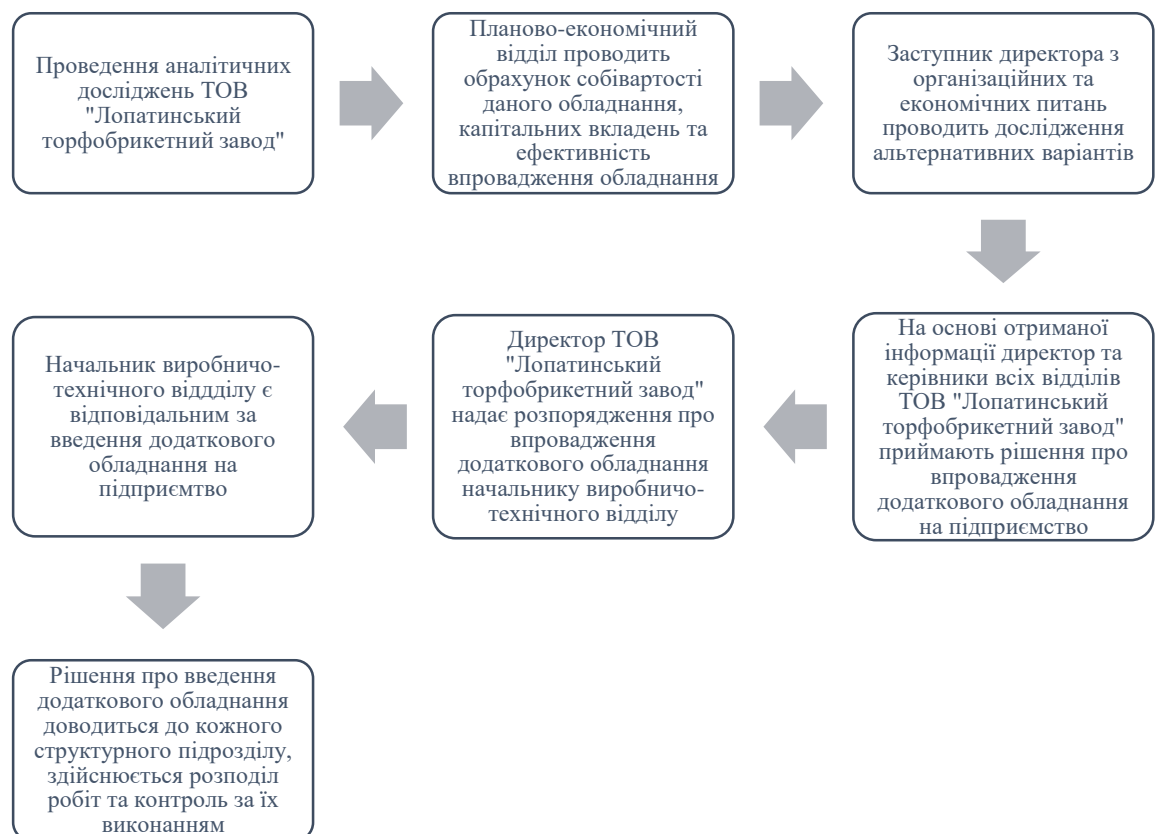 Проведення аналітичних
досліджень ТОВ
"Лопатинський
торфобрикетний завод"
Планово-економічний
відділ проводить
обрахунок собівартості
даного обладнання,
капітальних вкладень та
ефективність
впровадження обладнання
Заступник директора з
організаційних та
економічних питань
проводить дослідження
альтернативних варіантів
На основі отриманої
інформації директор та
керівники всіх відділів
ТОВ "Лопатинський
торфобрикетний завод"
приймають рішення про
впровадження
додаткового обладнання
на підприємство
Директор ТОВ
"Лопатинський
торфобрикетний завод"
надає розпорядження про
впровадження
додаткового обладнання
начальнику виробничо-
технічного відділу
Начальник виробничо-
технічного віддділу є
відповідальним за
введення додаткового
обладнання на
підприємтво
Рішення про введення
додаткового обладнання
доводиться до кожного
структурного підрозділу,
здійснюється розподіл
робіт та контроль за їх
виконанням